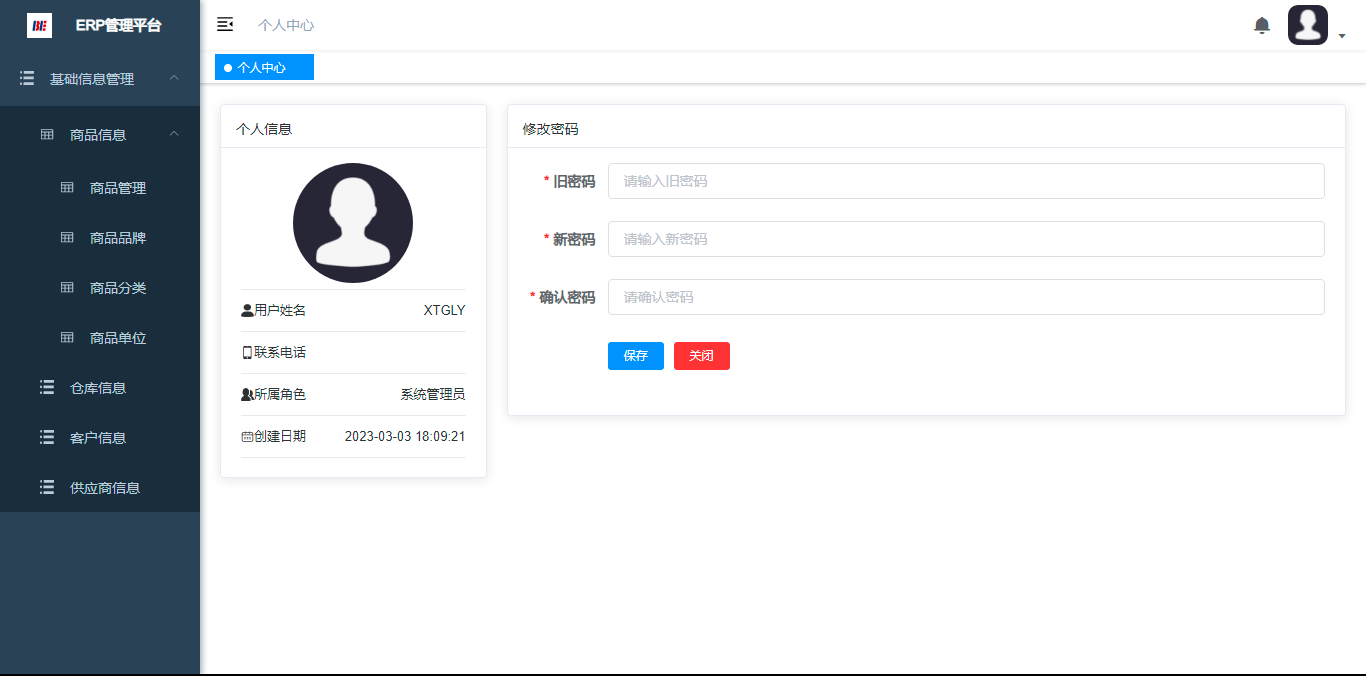 ERP管理平台
个人中心
基础信息管理
商品信息
商品管理
商品品牌
商品分类
商品单位
仓库信息
客户信息
供应商信息
个人中心
个人信息
用户姓名 XTGLY
联系电话
所属角色 系统管理员
创建日期 2023-03-03 18:09:21
修改密码
* 旧密码 请输入旧密码
* 新密码 请输入新密码
* 确认密码 请确认密码
保存 关闭